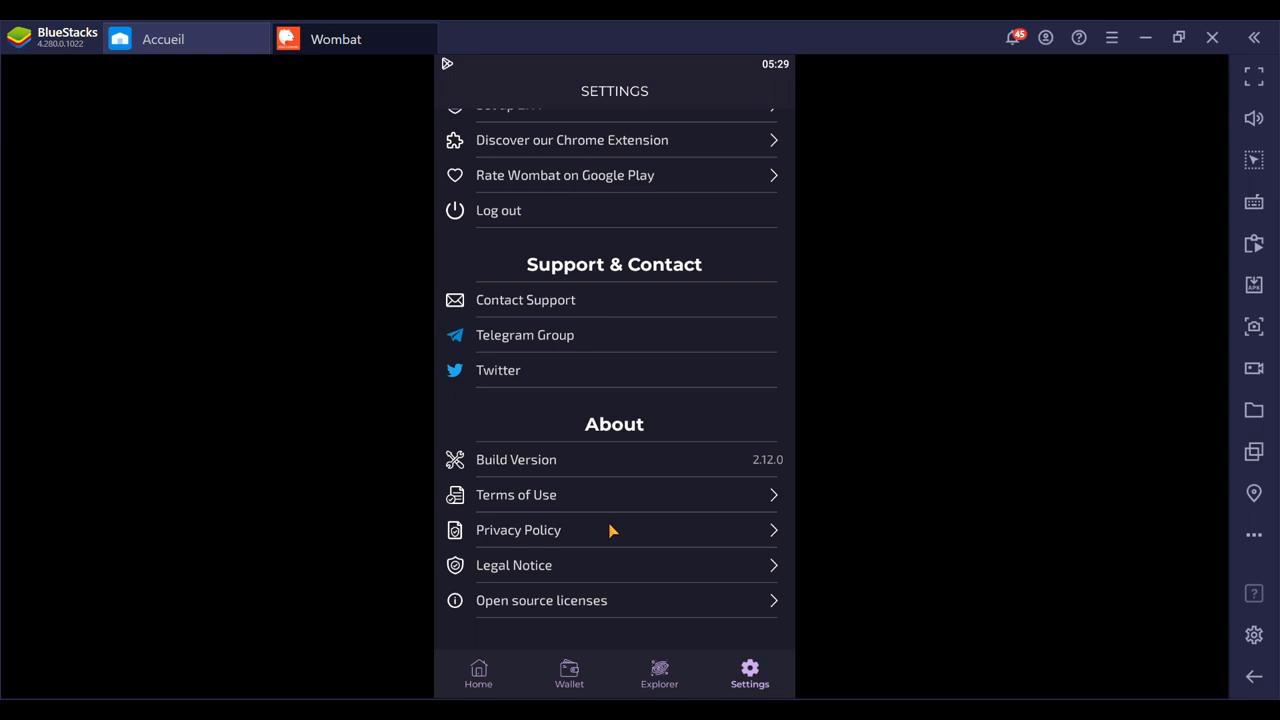 BlueStacks
4.280.0.1022
Accueil
Wombat
45
05:29
SETTINGS
Discover our Chrome Extension
Rate Wombat on Google Play
Log out
Support & Contact
Contact Support
Telegram Group
Twitter
About
Build Version 2.12.0
Terms of Use
Privacy Policy
Legal Notice
Open source licenses
Home Wallet Explorer Settings
APK